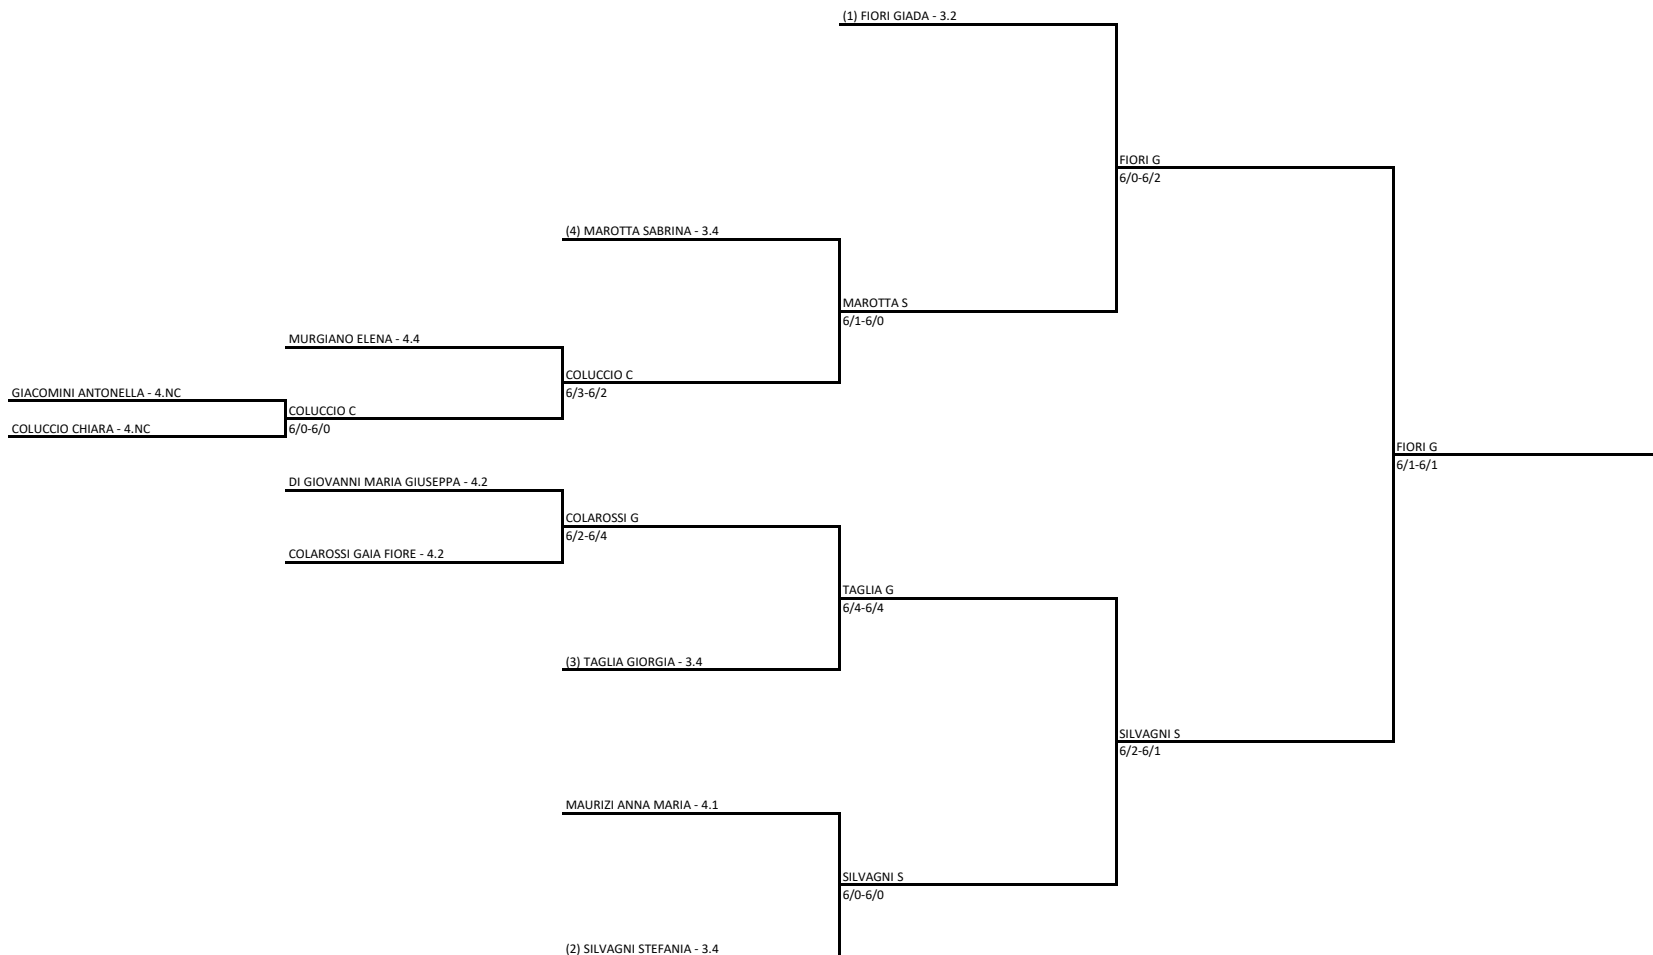 (1) FIORI GIADA - 3.2
FIORI G
6/0-6/2
(4) MAROTTA SABRINA - 3.4
MAROTTA S
6/1-6/0
MURGIANO ELENA - 4.4
COLUCCIO C
6/3-6/2
GIACOMINI ANTONELLA - 4.NC
COLUCCIO C
COLUCCIO CHIARA - 4.NC
6/0-6/0
FIORI G
6/1-6/1
DI GIOVANNI MARIA GIUSEPPA - 4.2
COLAROSSI G
6/2-6/4
COLAROSSI GAIA FIORE - 4.2
TAGLIA G
6/4-6/4
(3) TAGLIA GIORGIA - 3.4
SILVAGNI S
6/2-6/1
MAURIZI ANNA MARIA - 4.1
SILVAGNI S
6/0-6/0
(2) SILVAGNI STEFANIA - 3.4